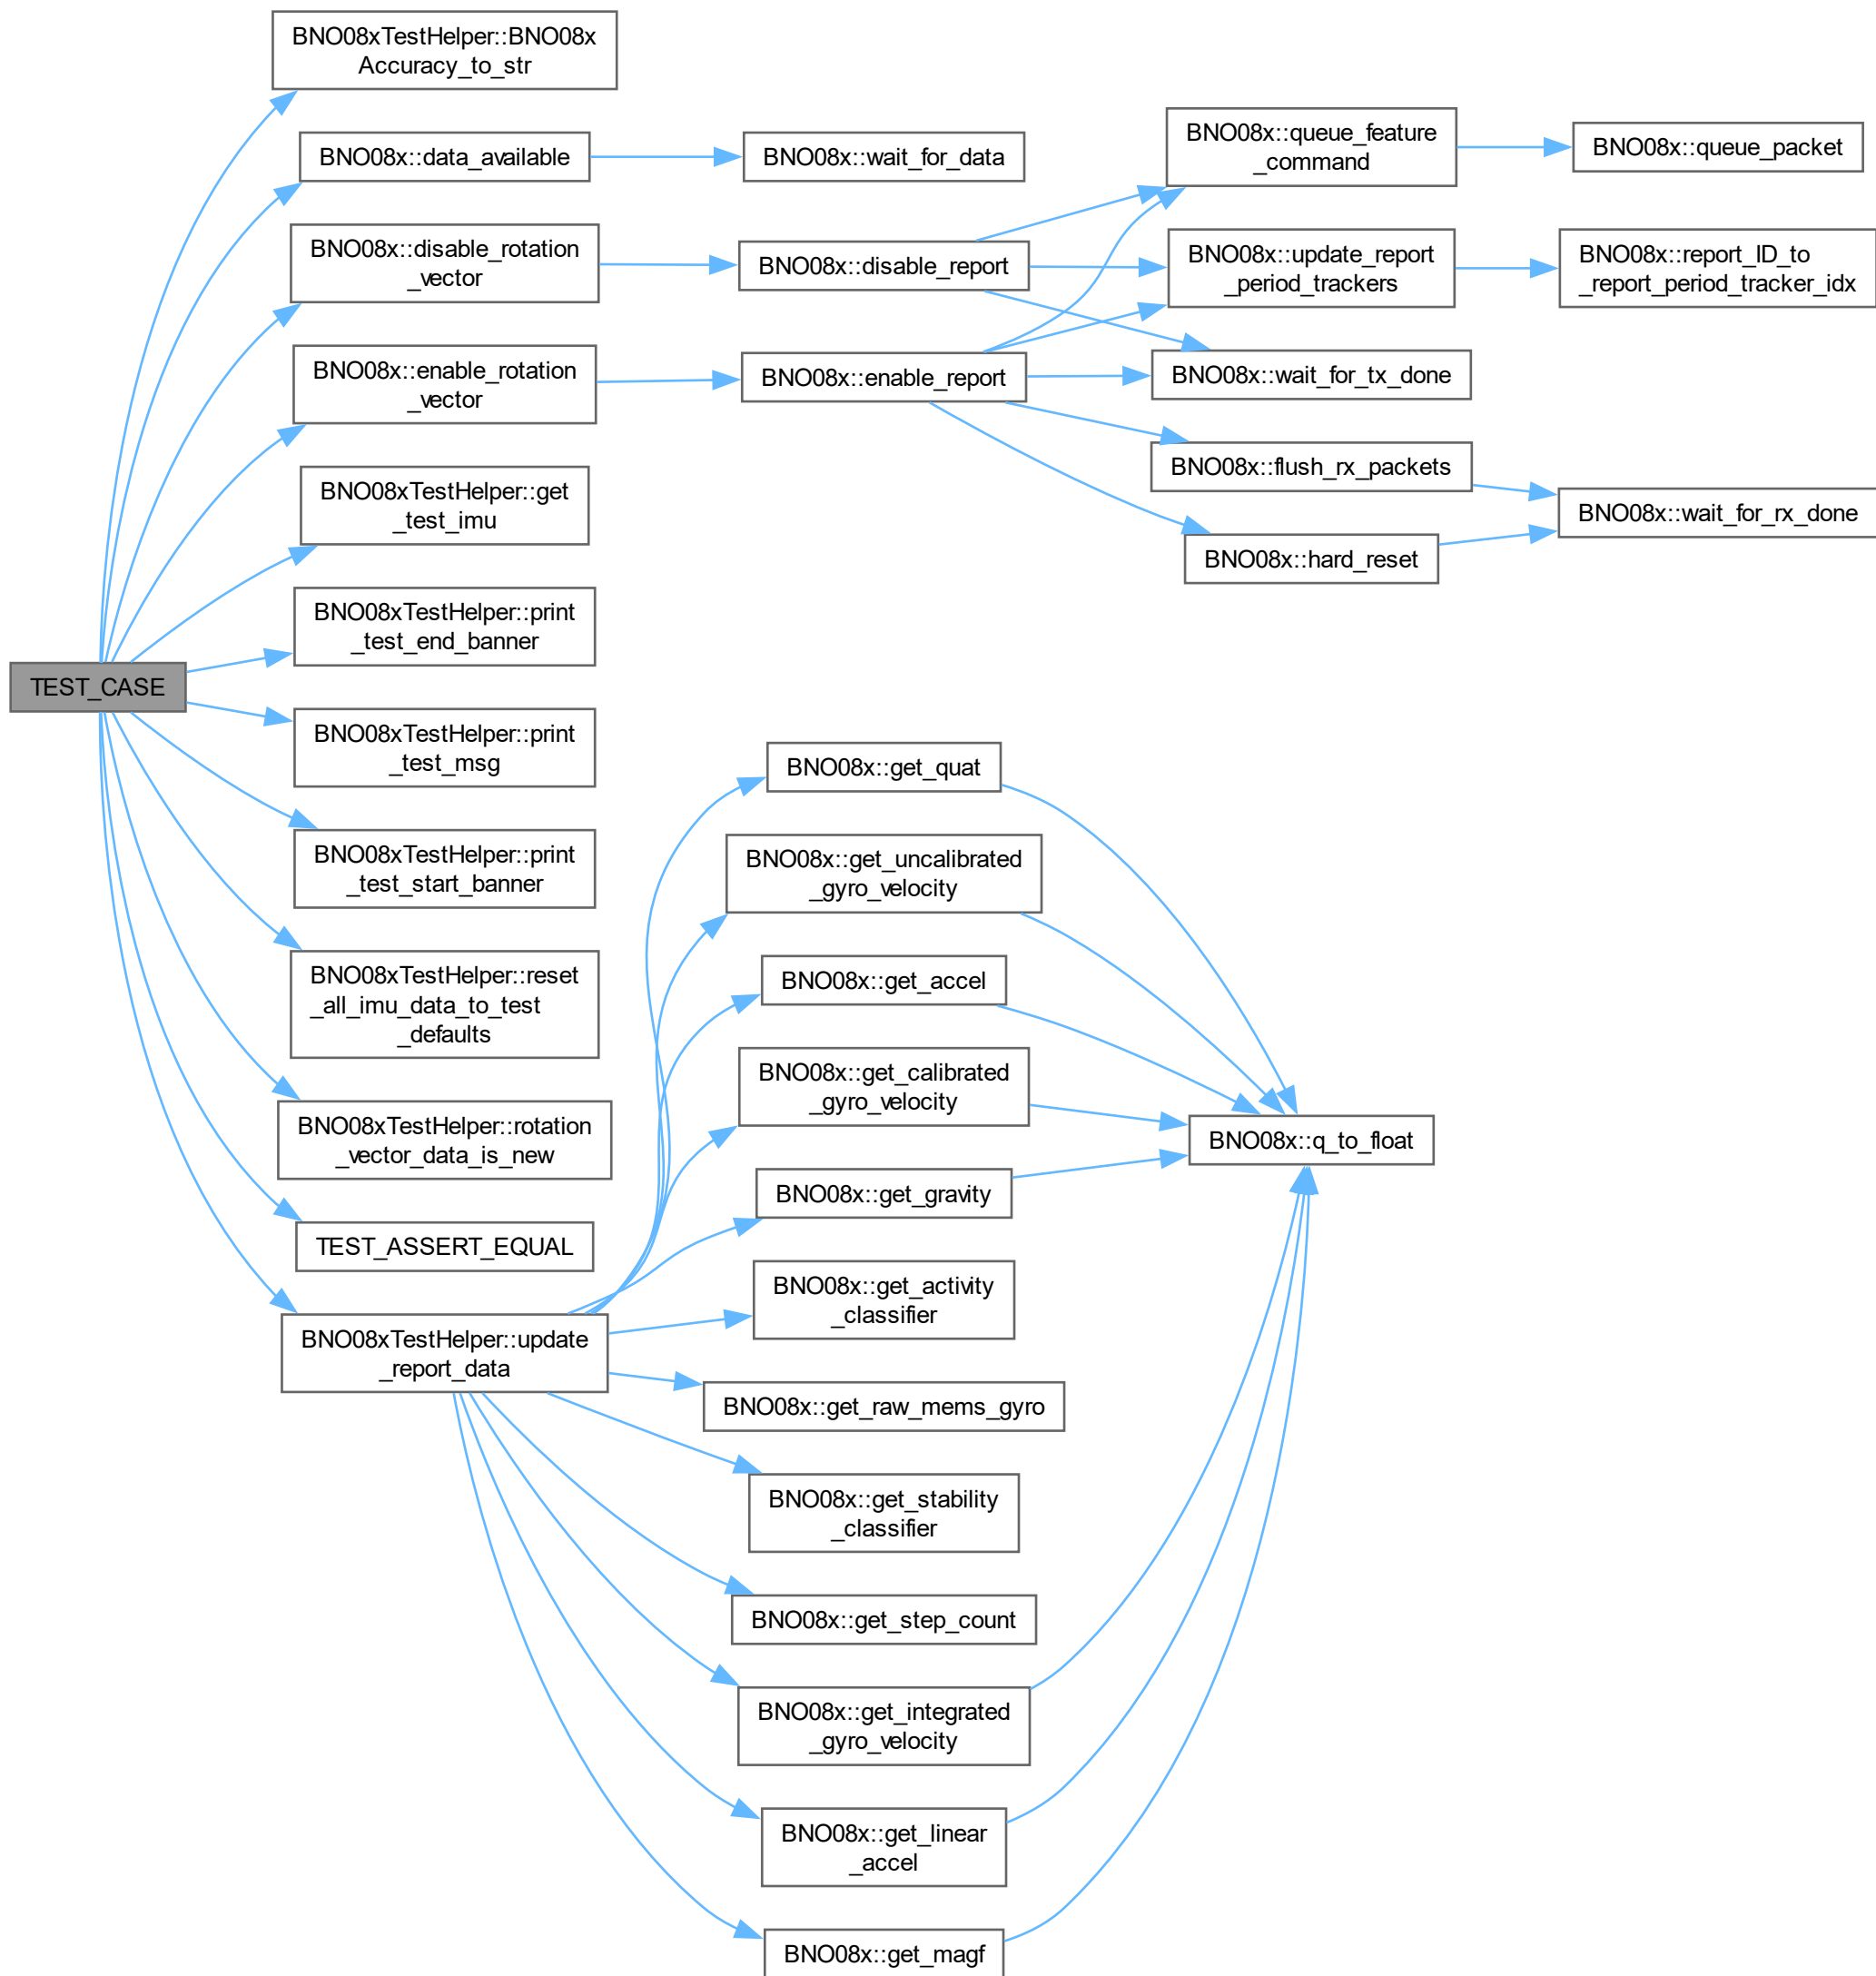 BNO08xTestHelper::BNO08x
Accuracy_to_str
BNO08x::data_available
BNO08x::wait_for_data
BNO08x::disable_rotation
_vector
BNO08x::disable_report
BNO08x::queue_feature
_command
BNO08x::queue_packet
BNO08x::update_report
_period_trackers
BNO08x::report_ID_to
_report_period_tracker_idx
BNO08x::enable_rotation
_vector
BNO08x::enable_report
BNO08x::wait_for_tx_done
BNO08x::flush_rx_packets
BNO08x::wait_for_rx_done
BNO08x::hard_reset
BNO08xTestHelper::get
_test_imu
BNO08xTestHelper::print
_test_end_banner
TEST_CASE
BNO08xTestHelper::print
_test_msg
BNO08xTestHelper::print
_test_start_banner
BNO08xTestHelper::reset
_all_imu_data_to_test
_defaults
BNO08xTestHelper::rotation
_vector_data_is_new
TEST_ASSERT_EQUAL
BNO08xTestHelper::update
_report_data
BNO08x::get_quat
BNO08x::get_uncalibrated
_gyro_velocity
BNO08x::get_accel
BNO08x::get_calibrated
_gyro_velocity
BNO08x::q_to_float
BNO08x::get_gravity
BNO08x::get_activity
_classifier
BNO08x::get_raw_mems_gyro
BNO08x::get_stability
_classifier
BNO08x::get_step_count
BNO08x::get_integrated
_gyro_velocity
BNO08x::get_linear
_accel
BNO08x::get_magf